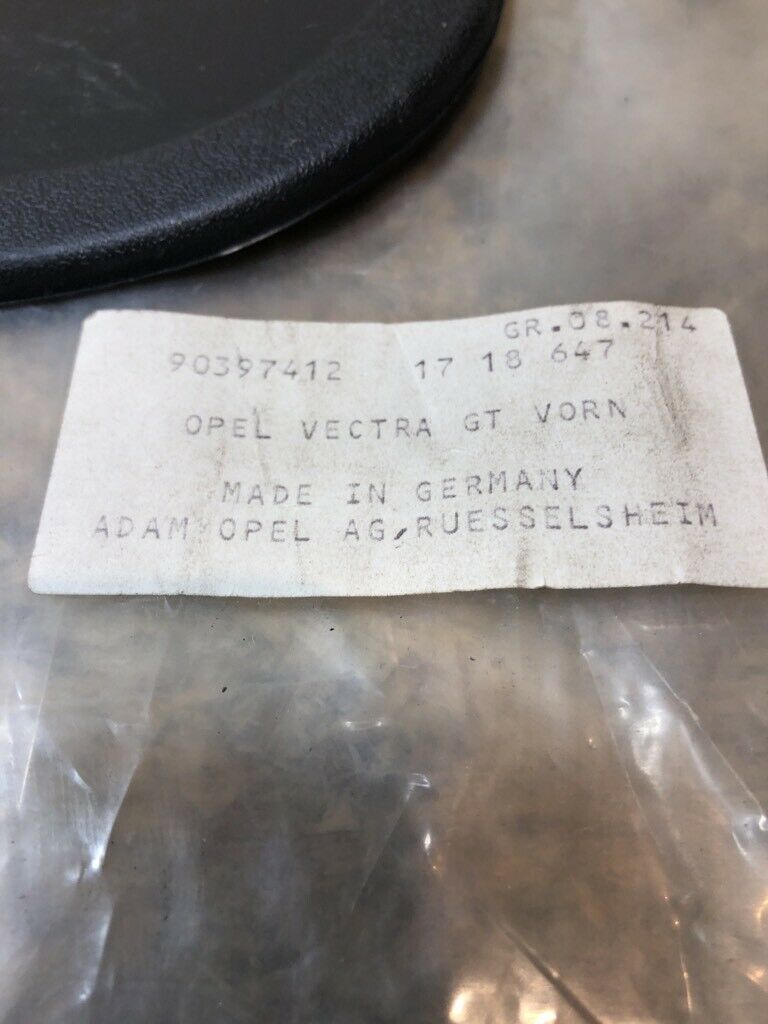 GR.08.214
90397412 17 18 647
OPEL VECTRA GT VORN
MADE IN GERMANY
ADAM OPEL AG,RUESSELSHEIM